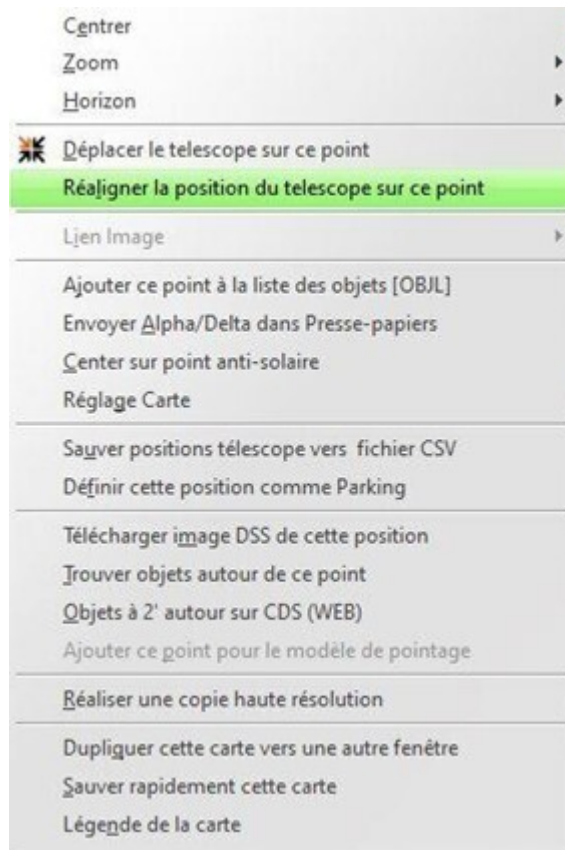 Centrer
Zoom
Horizon
Déplacer le telescope sur ce point
Réaligner la position du telescope sur ce point
Lien Image
Ajouter ce point à la liste des objets [OBJL]
Envoyer Alpha/Delta dans Presse-papiers
Center sur point anti-solaire
Réglage Carte
Sauver positions télescope vers fichier CSV
Définir cette position comme Parking
Télécharger image DSS de cette position
Trouver objets autour de ce point
Objets à 2' autour sur CDS (WEB)
Ajouter ce point pour le modèle de pointage
Réaliser une copie haute résolution
Dupliquer cette carte vers une autre fenêtre
Sauver rapidement cette carte
Légende de la carte